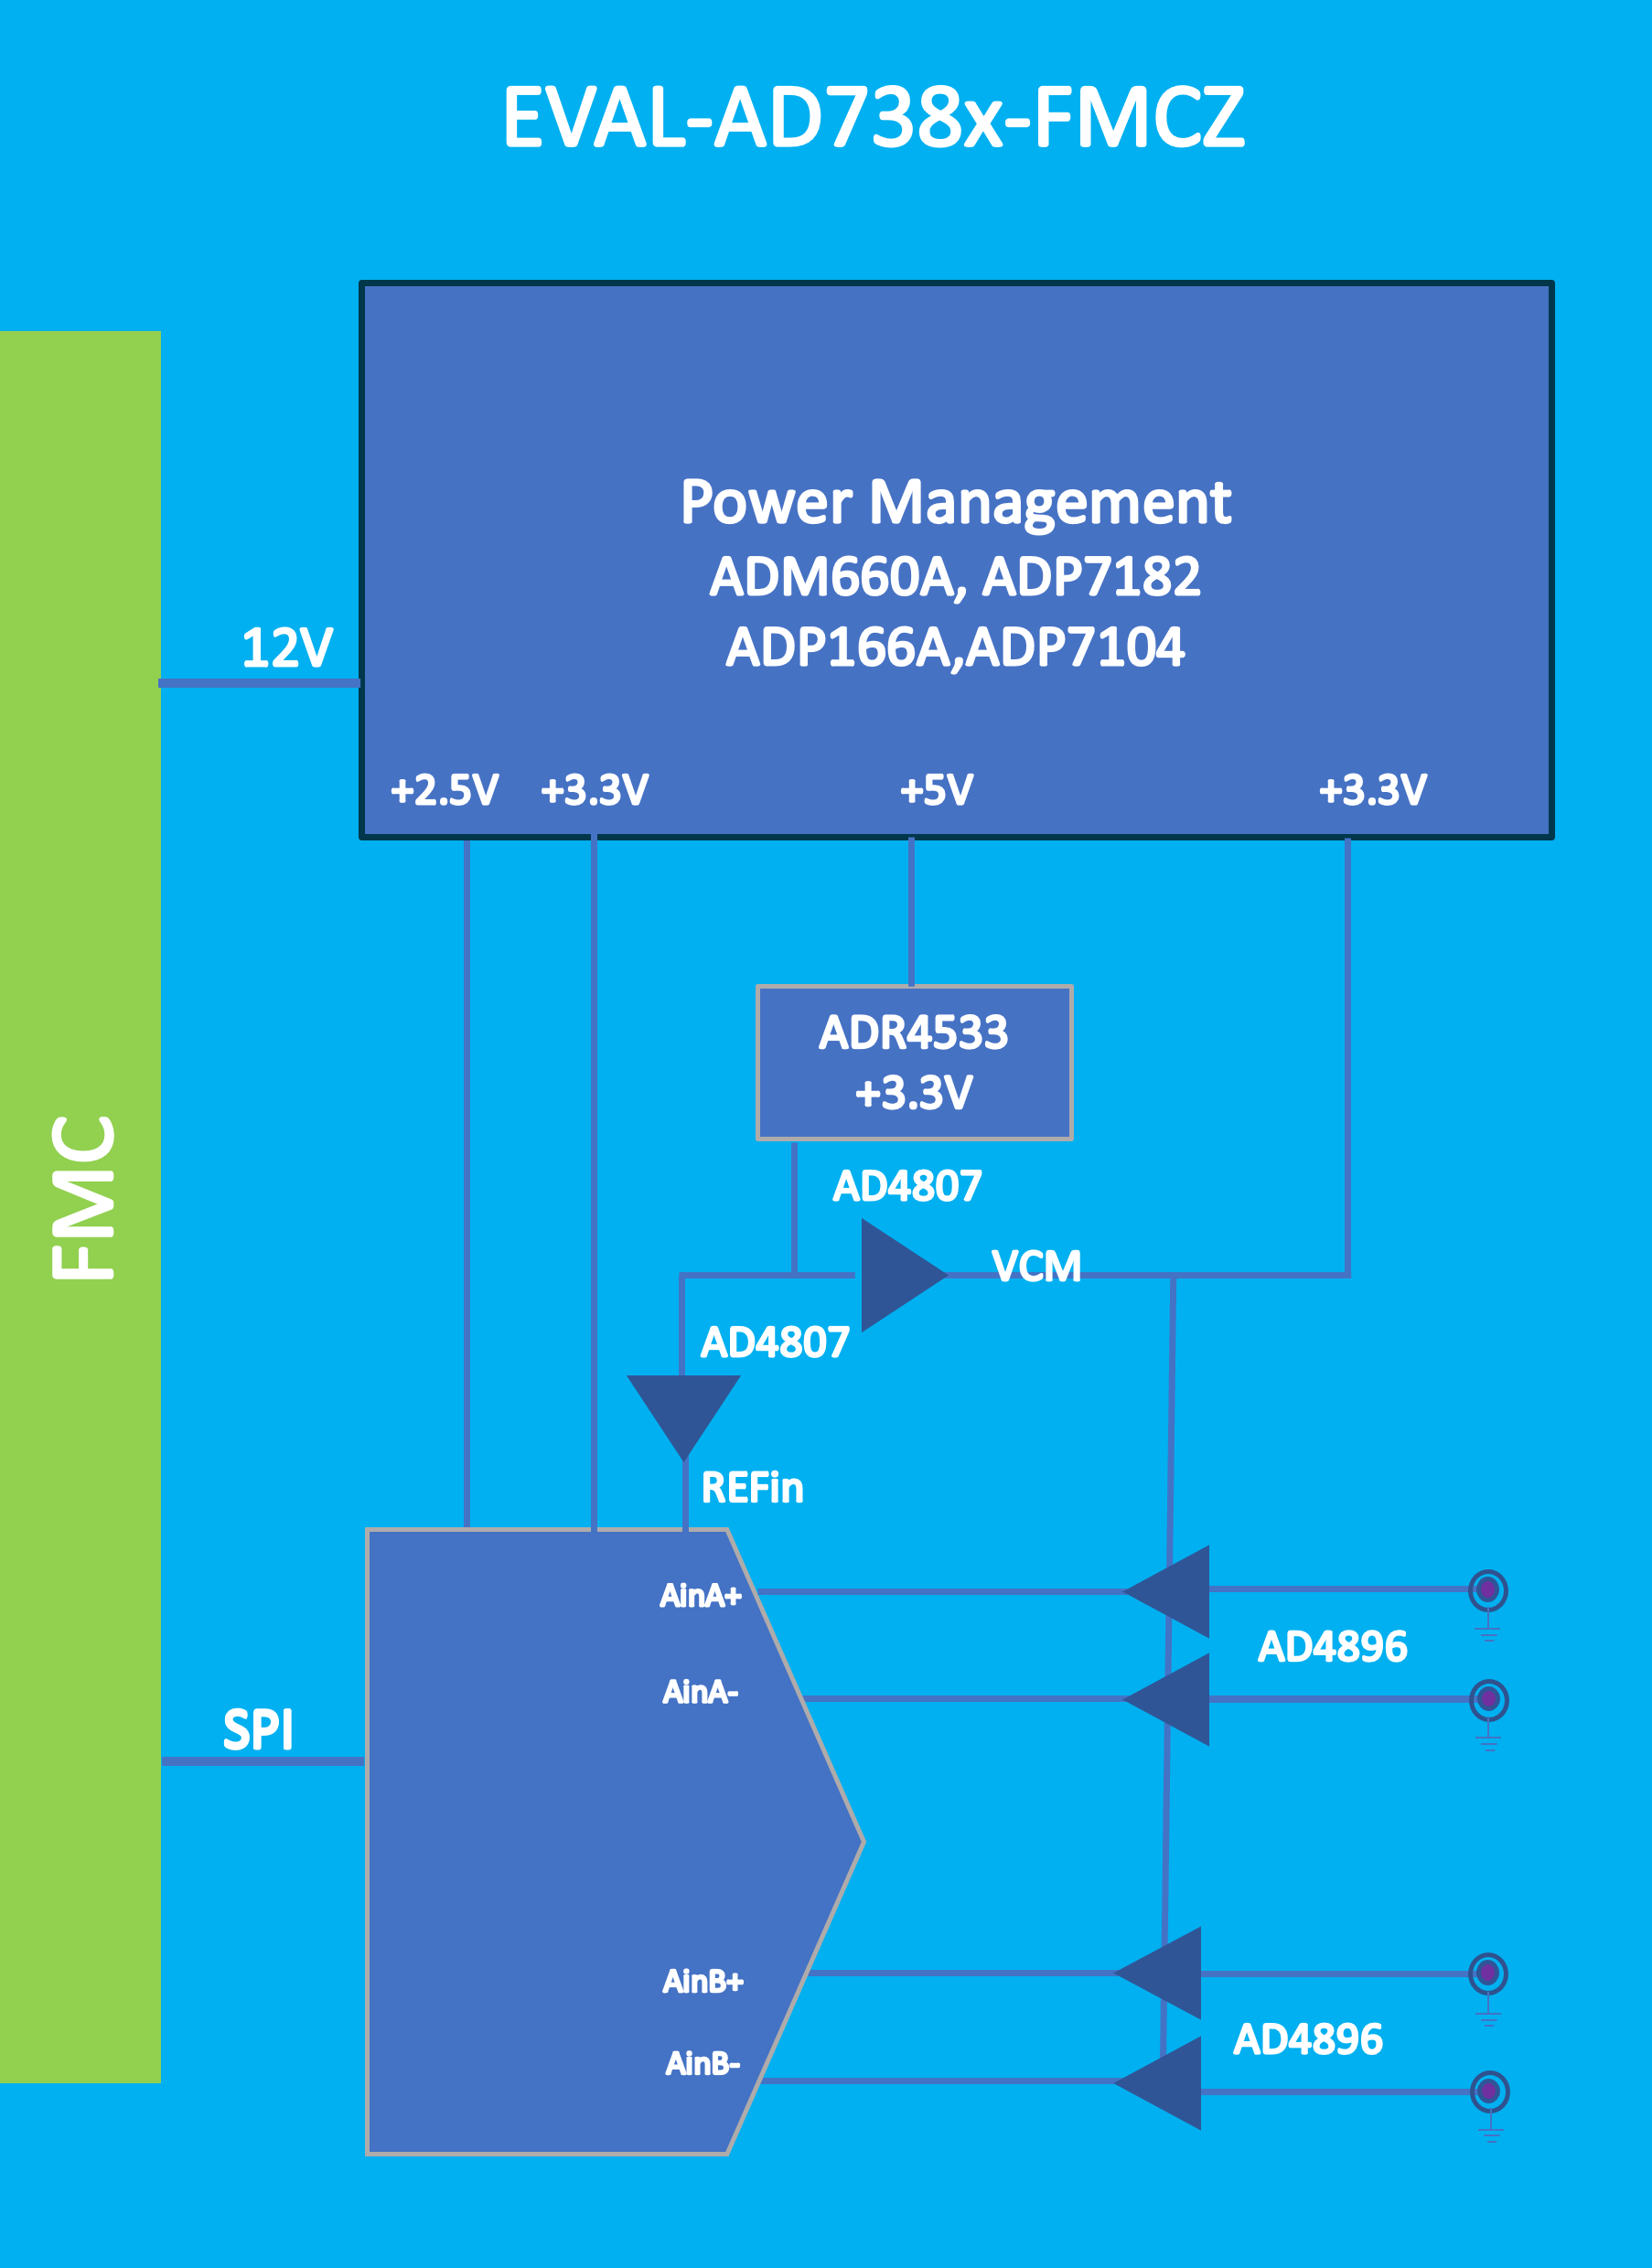 EVAL-AD738x-FMCZ
Power Management
ADM660A, ADP7182
ADP166A,ADP7104
12V
+2.5V
+3.3V
+5V
+3.3V
ADR4533
+3.3V
AD4807
VCM
AD4807
REFin
FMC
AinA+
AD4896
AinA-
SPI
AinB+
AD4896
AinB-